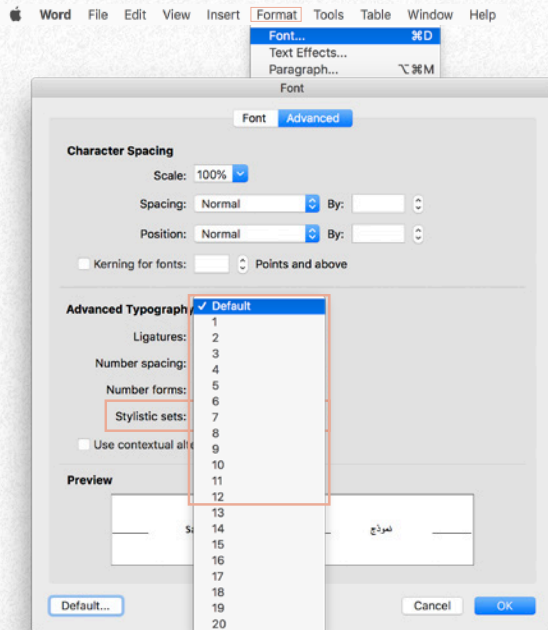 Word File Edit View Insert Format Tools Table Window Help
Font... ⌘D
Text Effects...
Paragraph... ⌥⌘M
Font
Font Advanced
Character Spacing
Scale: 100%
Spacing: Normal By:
Position: Normal By:
Kerning for fonts: Points and above
Advanced Typography
✓ Default
1
Ligatures: 2
3
Number spacing: 4
5
Number forms: 6
Stylistic sets: 7
8
Use contextual alte 9
10
Preview 11
12
13
14
نموذج
15
16
17
18
Default... Cancel OK
19
20